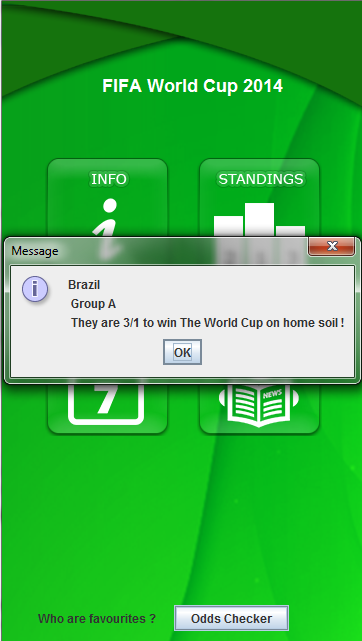 FIFA World Cup 2014
INFO
STANDINGS
Message
Brazil
Group A
They are 3/1 to win The World Cup on home soil !
OK
7
NEWS
Who are favourites ?
Odds Checker